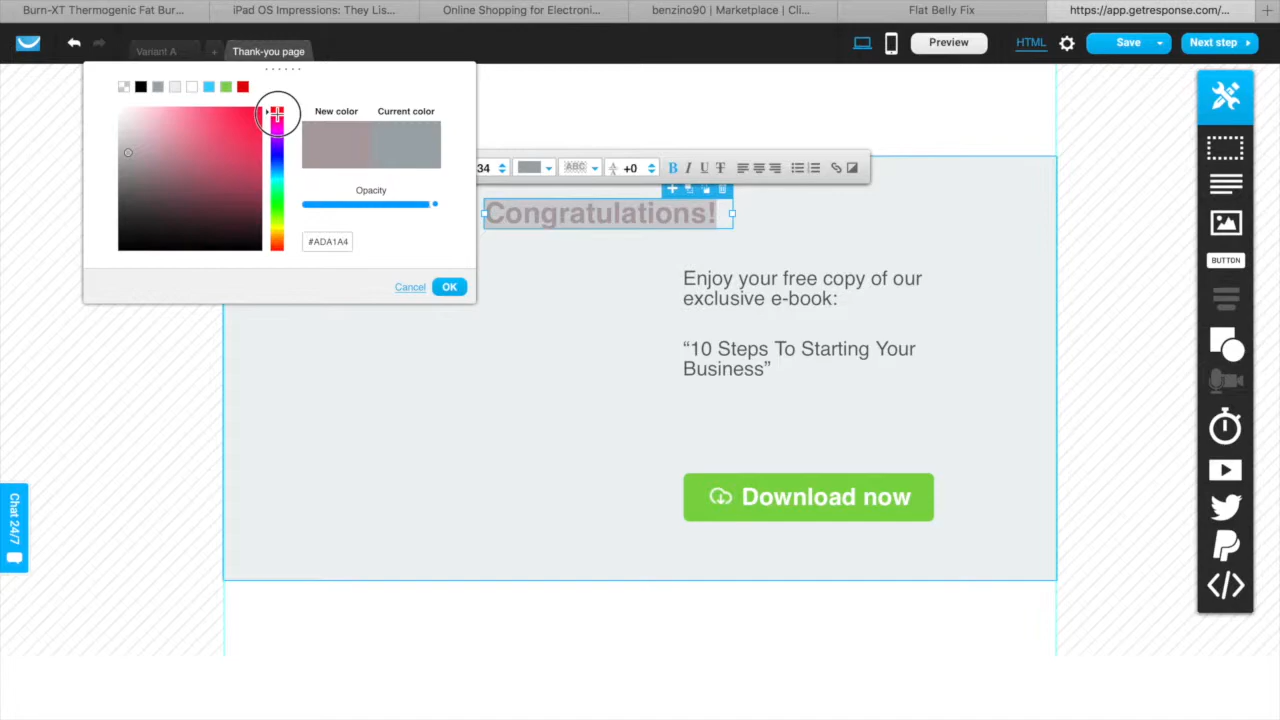 Burn-XT Thermogenic Fat Bur...
iPad OS Impressions: They Lis...
Online Shopping for Electroni...
benzino90 | Marketplace | Cli...
Flat Belly Fix
https://app.getresponse.com/...
Variant A
+
Thank-you page
Preview
HTML
Save
Next step
New color
Current color
Opacity
#ADA1A4
Cancel
OK
34
ABC
+0
B I U T
Congratulations!
Enjoy your free copy of our
exclusive e-book:
“10 Steps To Starting Your
Business”
Download now
Chat 24/7
BUTTON